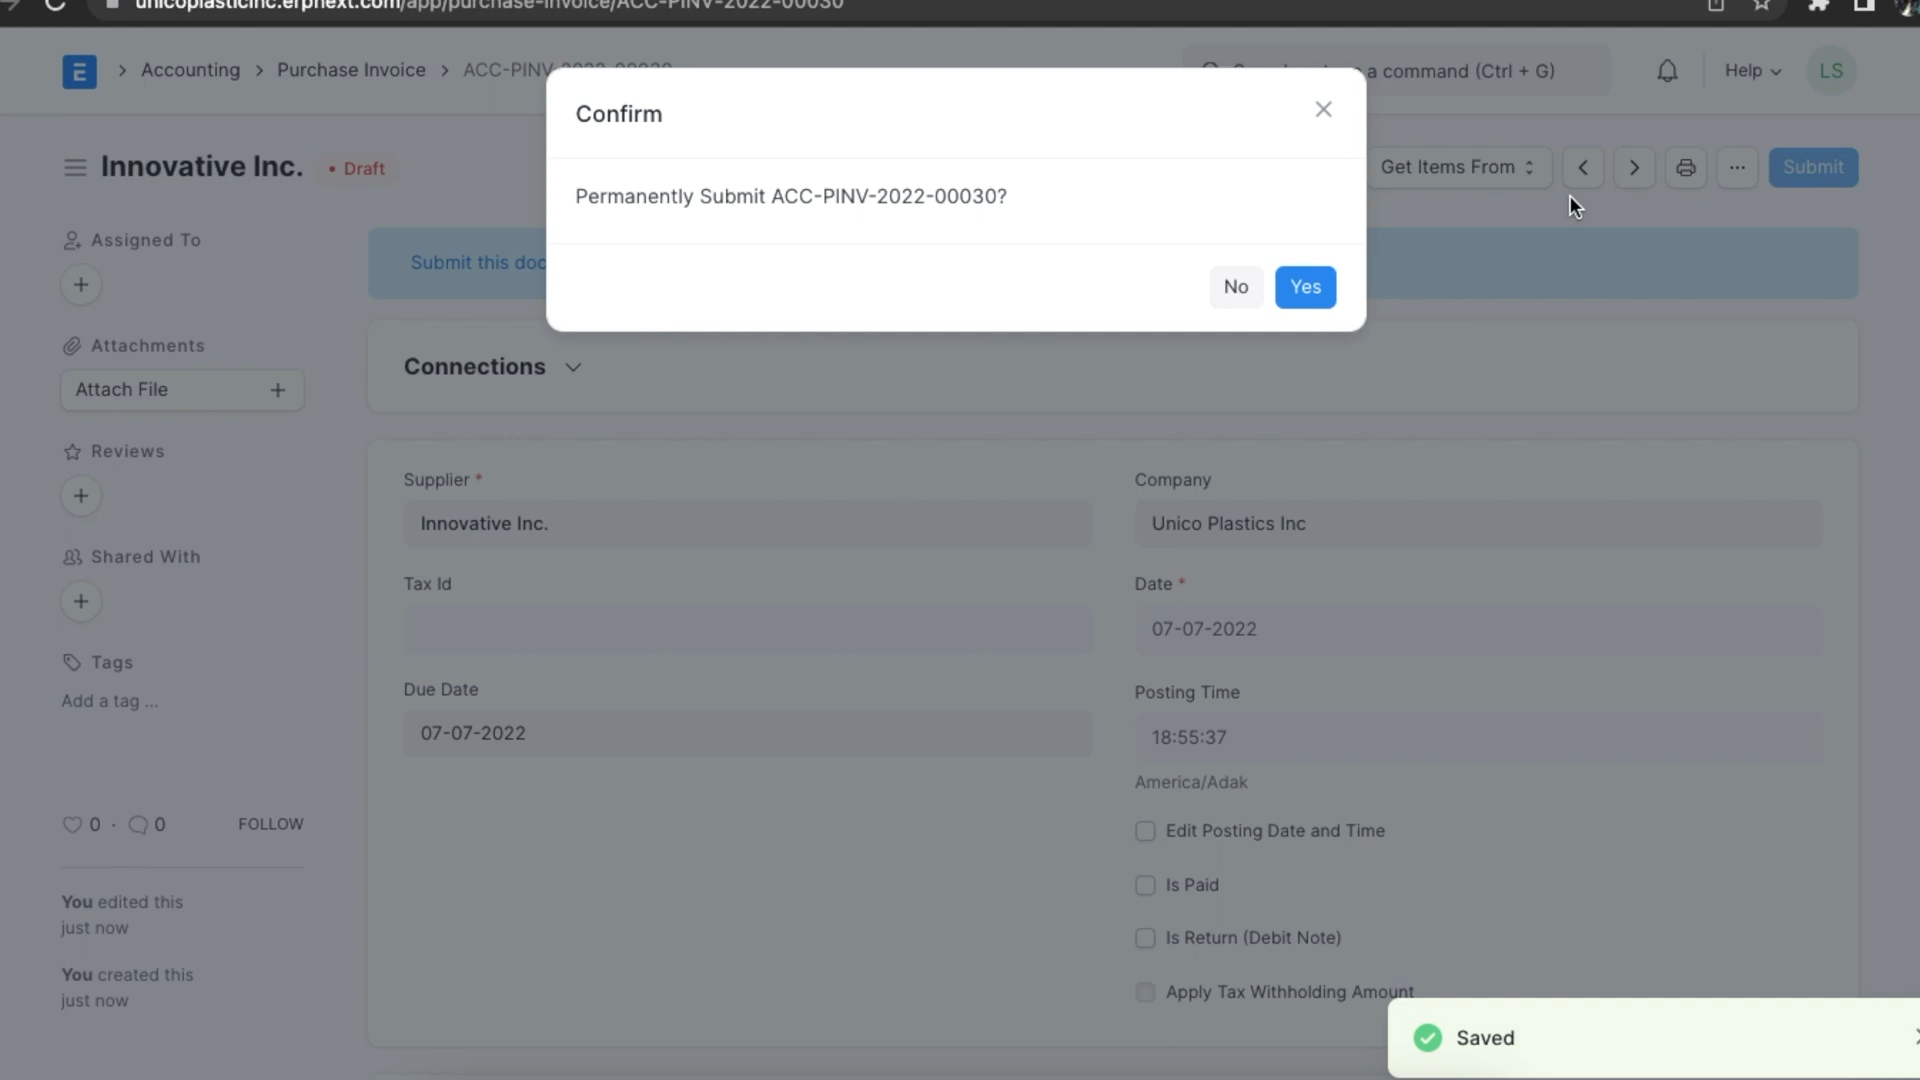 unicoplasticinc.erpnext.com/app/purchase-invoice/ACC-PINV-2022-00030
E
Accounting
Purchase Invoice
ACC-PINV-2022-00030
a command (Ctrl + G)
Help
LS
Confirm
Innovative Inc.
• Draft
Get Items From
···
Submit
Permanently Submit ACC-PINV-2022-00030?
Assigned To
Submit this doc
No
Yes
Attachments
Attach File
Connections
Reviews
Supplier *
Company
Innovative Inc.
Unico Plastics Inc
Shared With
Tax Id
Date *
07-07-2022
Tags
Add a tag ...
Due Date
Posting Time
07-07-2022
18:55:37
America/Adak
0 · 0
FOLLOW
Edit Posting Date and Time
Is Paid
You edited this
just now
Is Return (Debit Note)
You created this
just now
Apply Tax Withholding Amount
Saved